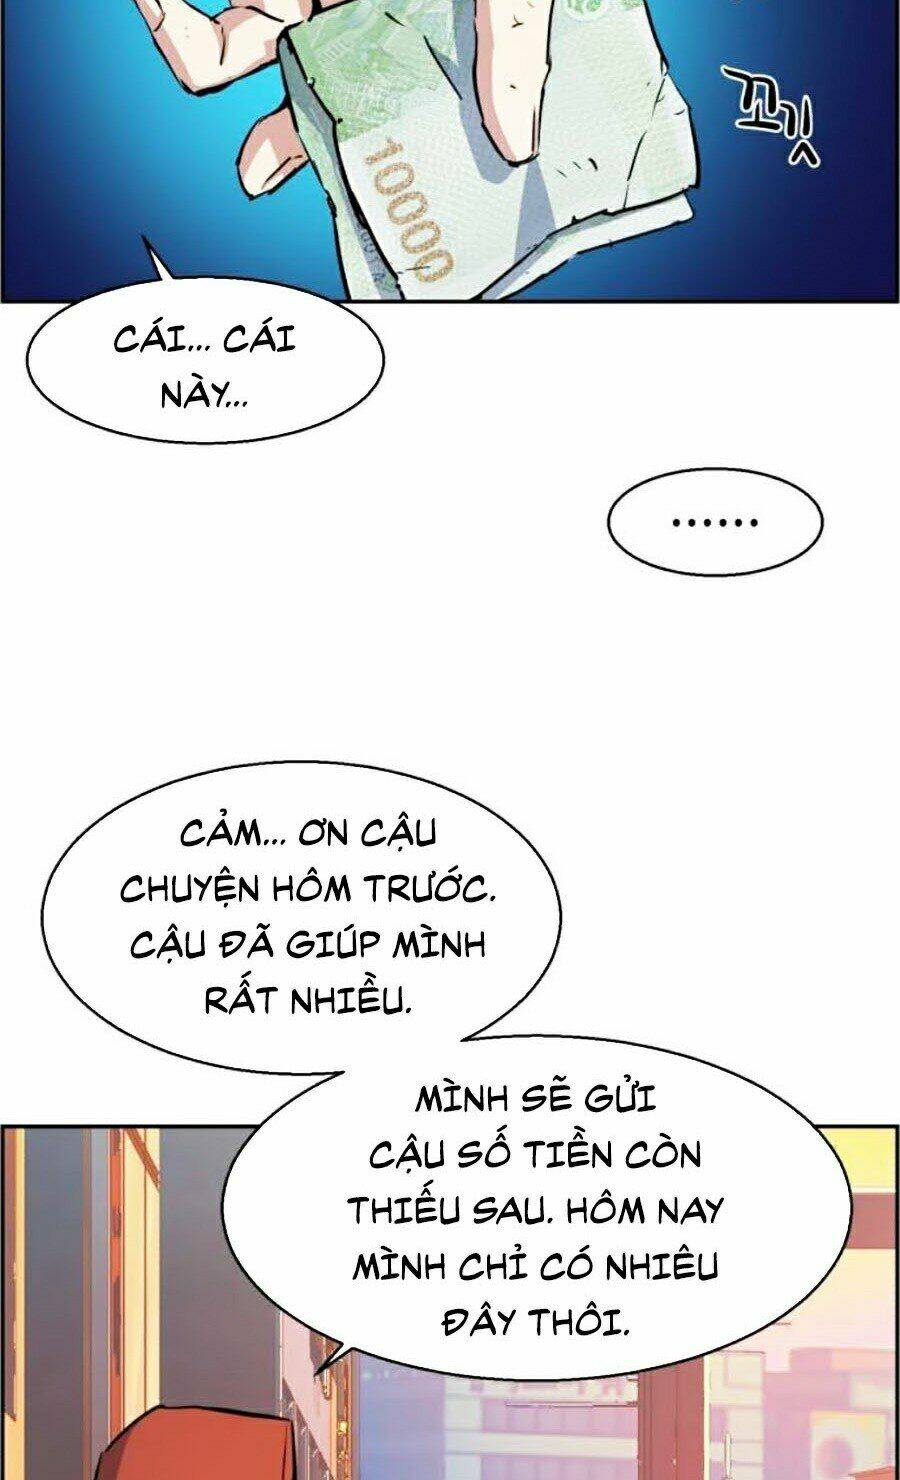 꼬깃
10000
CÁI... CÁI
NÀY...
......
CẢM... ƠN CẬU
CHUYỆN HÔM TRƯỚC.
CẬU ĐÃ GIÚP MÌNH
RẤT NHIỀU.
MÌNH SẼ GỬI
CẬU SỐ TIỀN CÒN
THIẾU SAU. HÔM NAY
MÌNH CHỈ CÓ NHIÊU
ĐÂY THÔI.